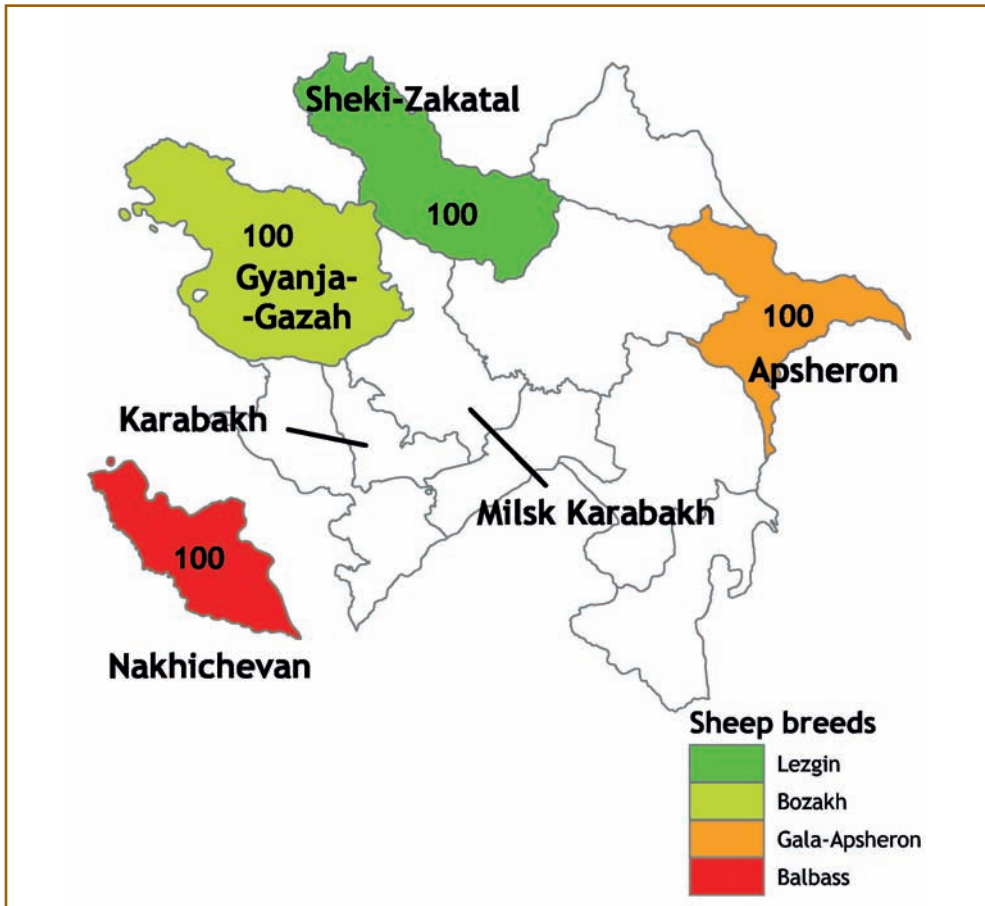 Sheki-Zakatal
100
100
Gyanja-
-Gazah
100
Apsheron
Karabakh
Milsk Karabakh
100
Nakhichevan
Sheep breeds
Lezgin
Bozakh
Gala-Apsheron
Balbass